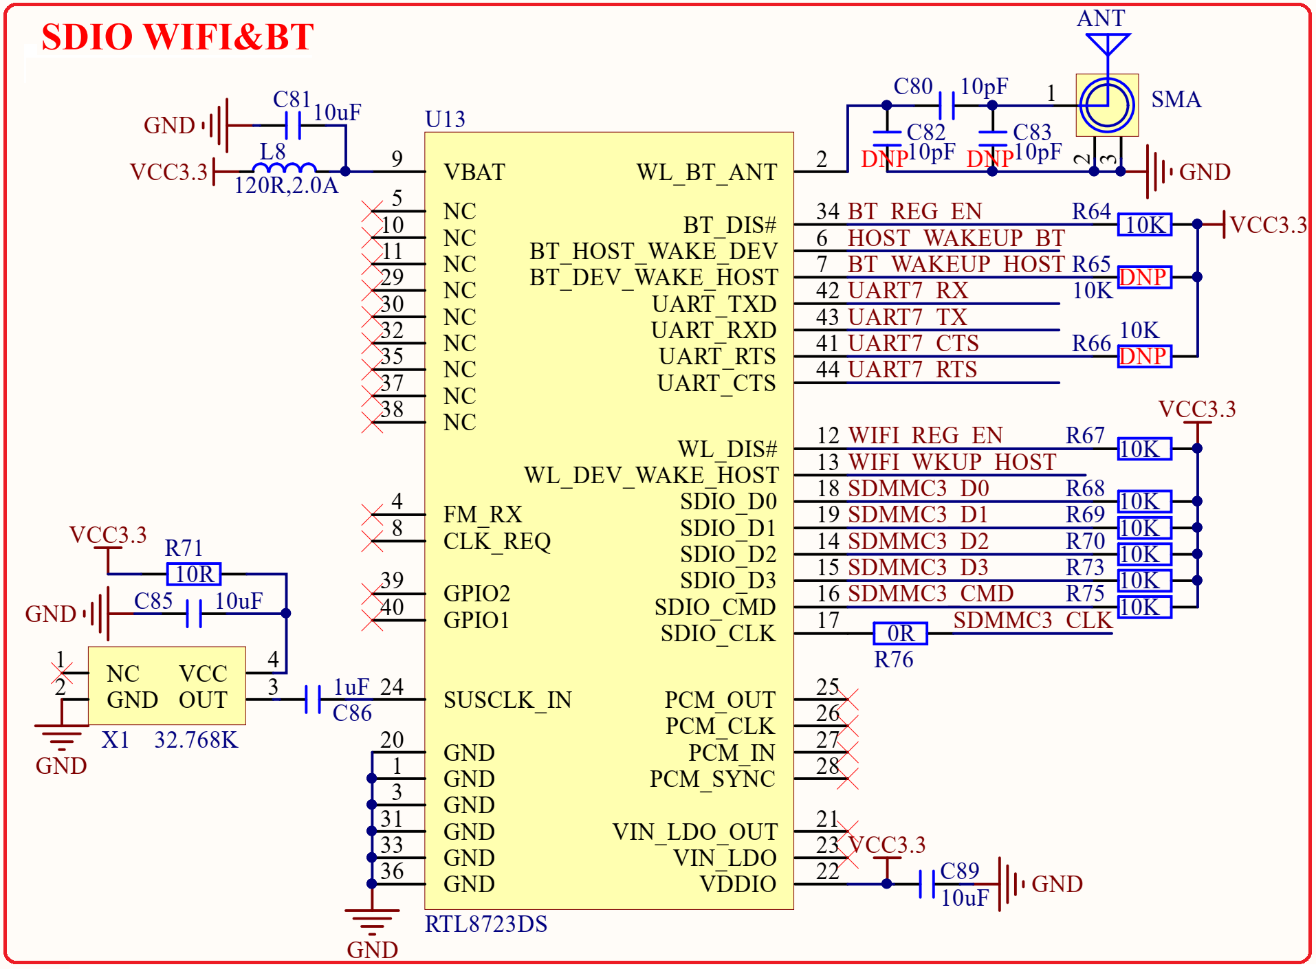 SDIO WIFI&BT
ANT
C81
10uF
GND
L8
VCC3.3
120R,2.0A
U13
C80 10pF
1
SMA
C82
10pF
DNP
C83
10pF
DNP
2 3
GND
9 VBAT
5 NC
10 NC
11 NC
29 NC
30 NC
32 NC
35 NC
37 NC
38 NC
4 FM_RX
8 CLK_REQ
39 GPIO2
40 GPIO1
24 SUSCLK_IN
20 GND
1 GND
3 GND
31 GND
33 GND
36 GND
GND
WL_BT_ANT 2
BT_DIS# 34 BT_REG_EN R64 10K VCC3.3
BT_HOST_WAKE_DEV 6 HOST_WAKEUP_BT
BT_DEV_WAKE_HOST 7 BT_WAKEUP_HOST R65 DNP
10K
UART_TXD 42 UART7_RX
UART_RXD 43 UART7_TX
10K
UART_RTS 41 UART7_CTS R66 DNP
UART_CTS 44 UART7_RTS
VCC3.3
WL_DIS# 12 WIFI_REG_EN R67 10K
WL_DEV_WAKE_HOST 13 WIFI_WKUP_HOST
SDIO_D0 18 SDMMC3_D0 R68 10K
SDIO_D1 19 SDMMC3_D1 R69 10K
SDIO_D2 14 SDMMC3_D2 R70 10K
SDIO_D3 15 SDMMC3_D3 R73 10K
SDIO_CMD 16 SDMMC3_CMD R75 10K
SDIO_CLK 17 0R SDMMC3_CLK
R76
PCM_OUT 25
PCM_CLK 26
PCM_IN 27
PCM_SYNC 28
VIN_LDO_OUT 21
VIN_LDO 23
VCC3.3
VDDIO 22
C89
10uF
GND
RTL8723DS
VCC3.3
R71
10R
GND
C85 10uF
1 NC VCC 4
2 GND OUT 3
X1 32.768K
GND
1uF
C86